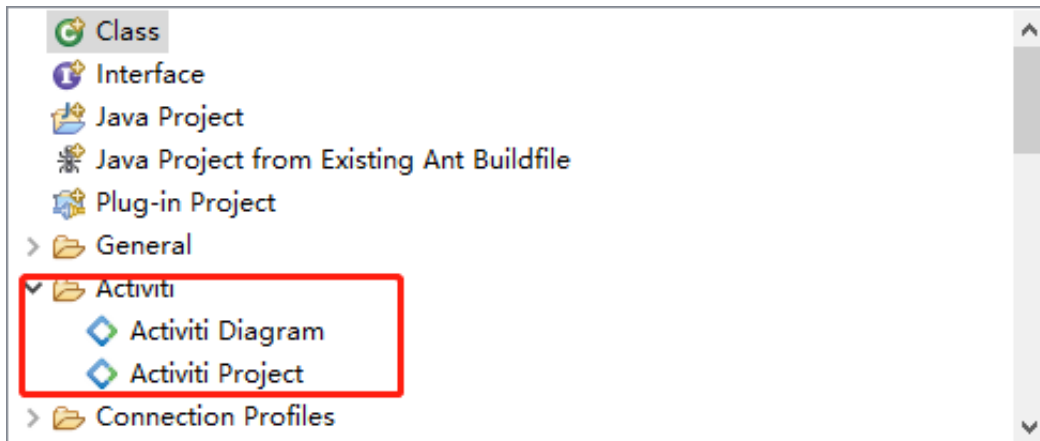 Class
Interface
Java Project
Java Project from Existing Ant Buildfile
Plug-in Project
General
Activiti
Activiti Diagram
Activiti Project
Connection Profiles